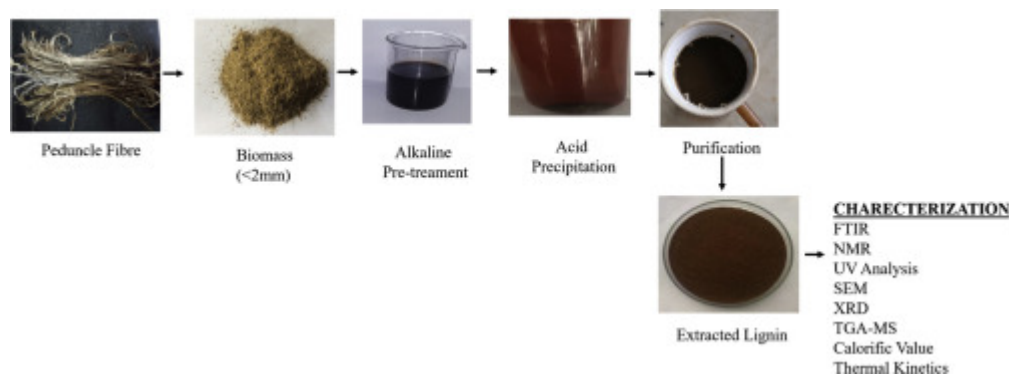 Peduncle Fibre
Biomass
(<2mm)
Alkaline
Pre-treament
Acid
Precipitation
Purification
Extracted Lignin
CHARECTERIZATION
FTIR
NMR
UV Analysis
SEM
XRD
TGA-MS
Calorific Value
Thermal Kinetics